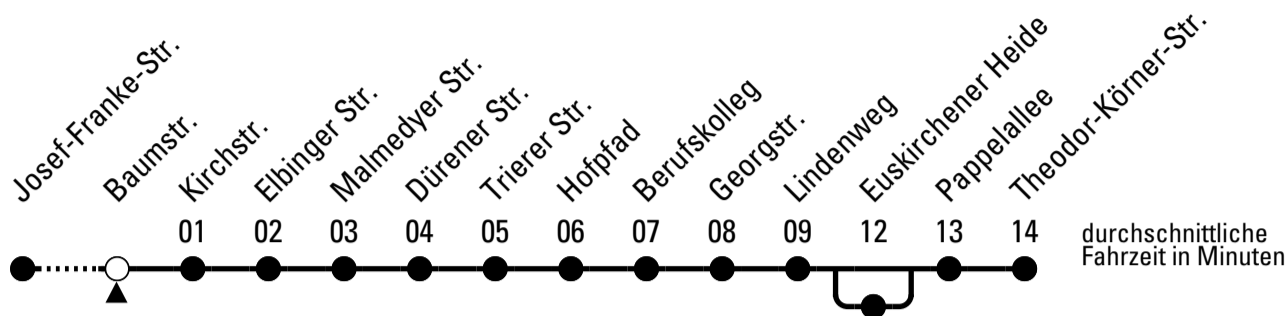 Josef-Franke-Str.
Baumstr.
Kirchstr.
Elbinger Str.
Malmedyer Str.
Dürener Str.
Trierer Str.
Hofpfad
Berufskolleg
Georgstr.
Lindenweg
Euskirchener Heide
Pappelallee
Theodor-Körner-Str.
01 02 03 04 05 06 07 08 09 12 13 14
durchschnittliche
Fahrzeit in Minuten